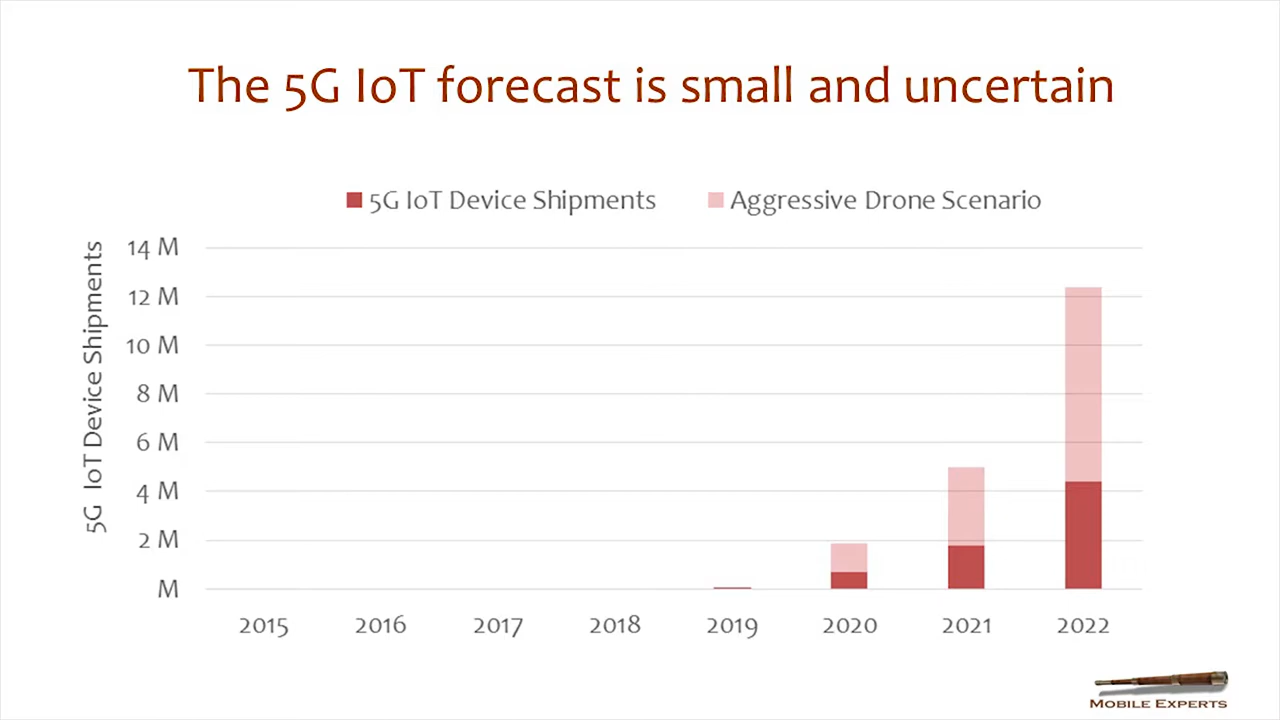 The 5G IoT forecast is small and uncertain
5G IoT Device Shipments
Aggressive Drone Scenario
5G IoT Device Shipments
14 M
12 M
10 M
8 M
6 M
4 M
2 M
M
2015 2016 2017 2018 2019 2020 2021 2022
MOBILE EXPERTS